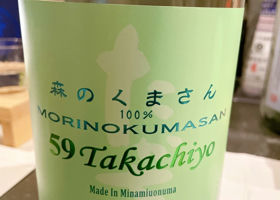 森のくまさん
100%
MORINOKUMASAN
59 Takachiyo
Made In Minamiuonuma